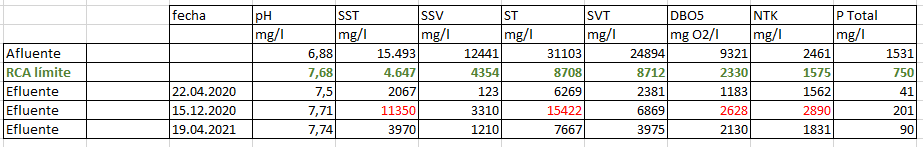 fecha pH SST SSV ST SVT DBO5 NTK P Total
mg/l mg/l mg/l mg/l mg/l mg O2/l mg/l mg/l
Afluente 6,88 15.493 12441 31103 24894 9321 2461 1531
RCA límite 7,68 4.647 4354 8708 8712 2330 1575 750
Efluente 22.04.2020 7,5 2067 123 6269 2381 1183 1562 41
Efluente 15.12.2020 7,71 11350 3310 15422 6869 2628 2890 201
Efluente 19.04.2021 7,74 3970 1210 7667 3975 2130 1831 90